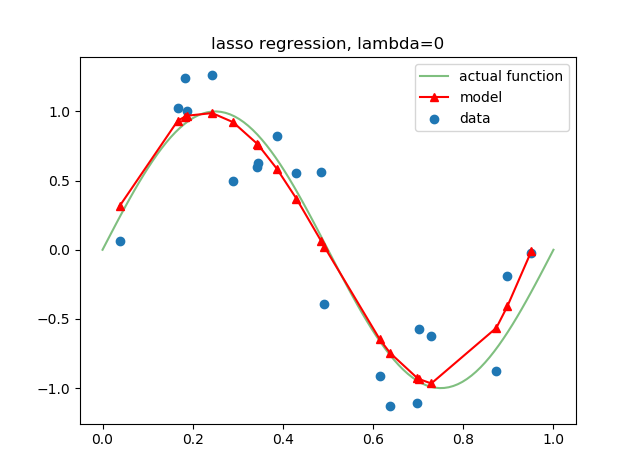 lasso regression, lambda=0
actual function
model
data
1.0
0.5
0.0
−0.5
−1.0
0.0 0.2 0.4 0.6 0.8 1.0